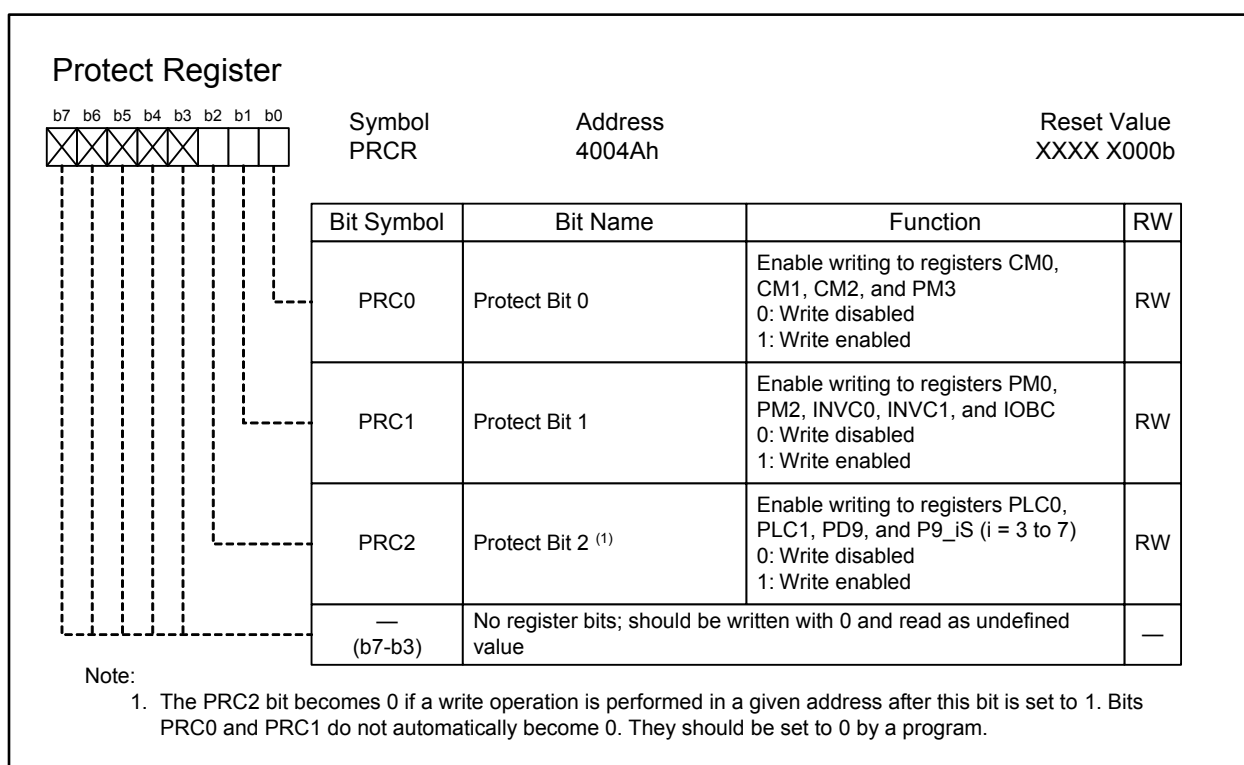 Protect Register
b7 b6 b5 b4 b3 b2 b1 b0
Symbol Address Reset Value
PRCR 4004Ah XXXX X000b
Bit Symbol Bit Name Function RW
PRC0 Protect Bit 0 Enable writing to registers CM0,
CM1, CM2, and PM3
0: Write disabled
1: Write enabled
RW
PRC1 Protect Bit 1 Enable writing to registers PM0,
PM2, INVC0, INVC1, and IOBC
0: Write disabled
1: Write enabled
RW
PRC2 Protect Bit 2 (1) Enable writing to registers PLC0,
PLC1, PD9, and P9_iS (i = 3 to 7)
0: Write disabled
1: Write enabled
RW
—
(b7-b3)
No register bits; should be written with 0 and read as undefined
value
—
Note:
1. The PRC2 bit becomes 0 if a write operation is performed in a given address after this bit is set to 1. Bits
PRC0 and PRC1 do not automatically become 0. They should be set to 0 by a program.